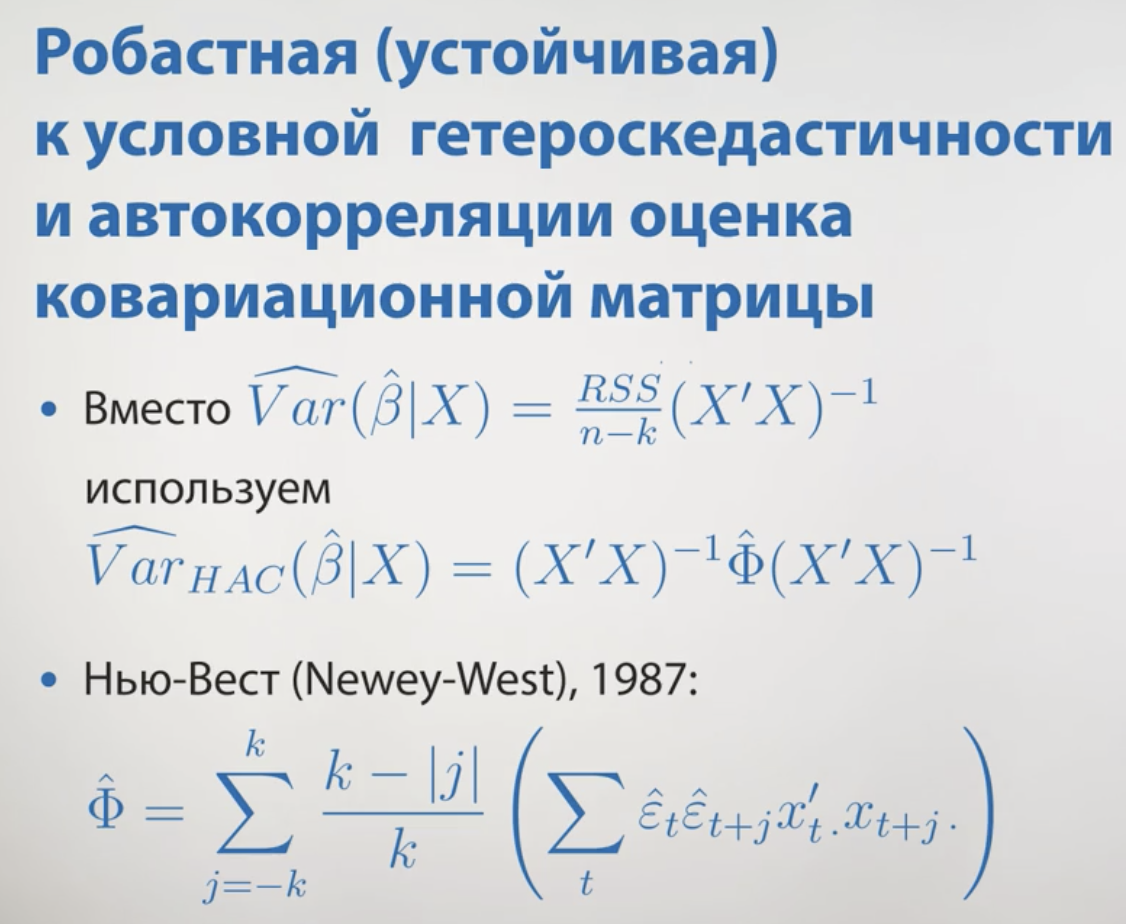 Робастная (устойчивая)
к условной гетероскедастичности
и автокорреляции оценка
ковариационной матрицы
• Вместо $\widehat{Var}(\hat{\beta}|X) = \frac{RSS}{n-k}(X'X)^{-1}$
используем
$\widehat{Var}_{HAC}(\hat{\beta}|X) = (X'X)^{-1}\hat{\Phi}(X'X)^{-1}$
• Нью-Вест (Newey-West), 1987:
$\hat{\Phi} = \sum_{j=-k}^{k} \frac{k-|j|}{k} \left( \sum_{t} \hat{\varepsilon}_t \hat{\varepsilon}_{t+j} x'_{t.} x_{t+j.} \right)$